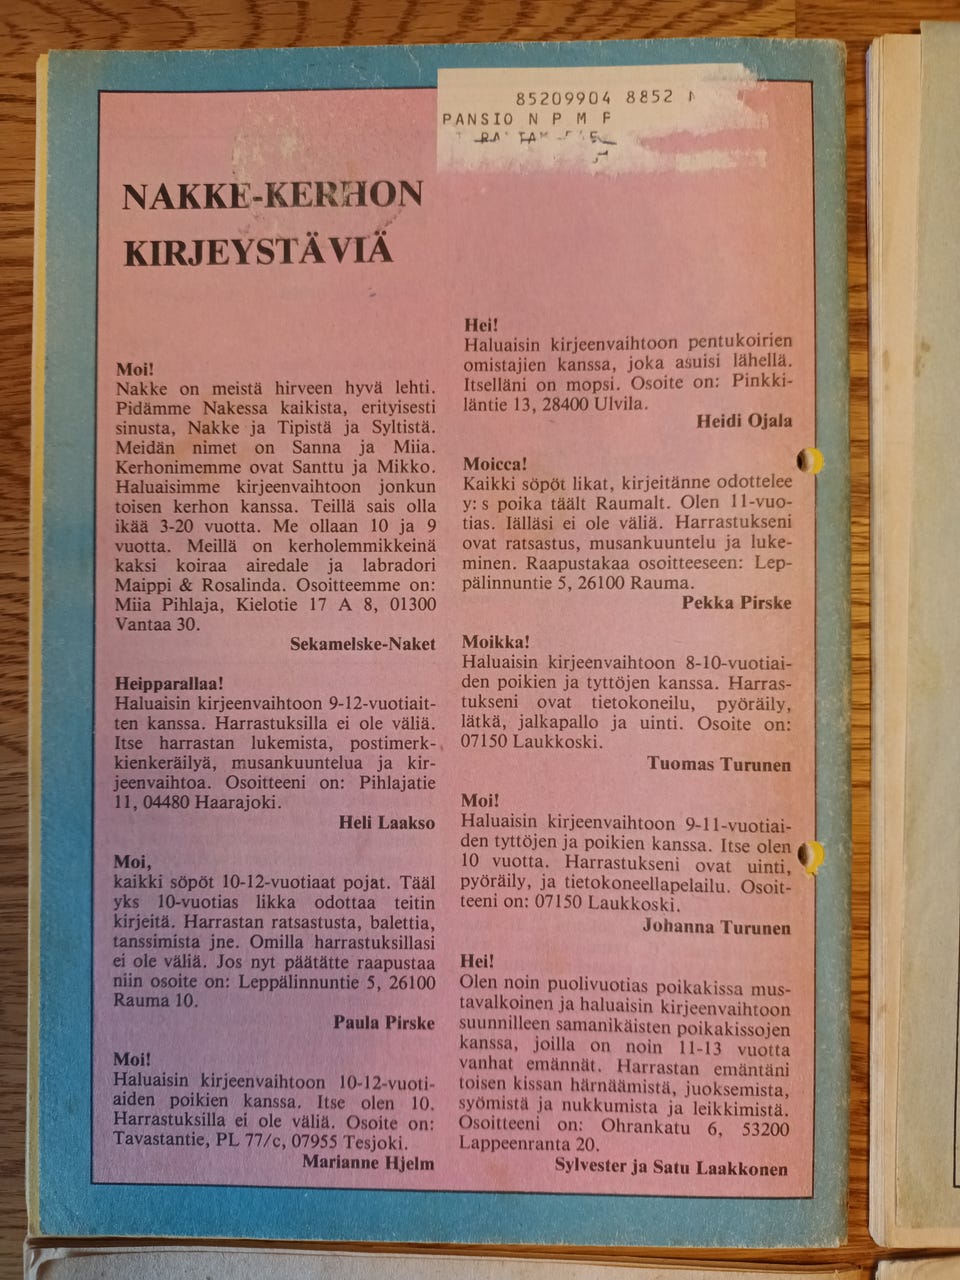 85209904 8852
PANSIO N P M F
NAKKE-KERHON
KIRJEYSTÄVIÄ
Moi!
Nakke on meistä hirveen hyvä lehti.
Pidämme Nakessa kaikista, erityisesti
sinusta, Nakke ja Tipistä ja Syltistä.
Meidän nimet on Sanna ja Miia.
Kerhonimemme ovat Santtu ja Mikko.
Haluaisimme kirjeenvaihtoon jonkun
toisen kerhon kanssa. Teillä sais olla
ikää 3-20 vuotta. Me ollaan 10 ja 9
vuotta. Meillä on kerholemmikkeinä
kaksi koiraa airedale ja labradori
Maippi & Rosalinda. Osoitteemme on:
Miia Pihlaja, Kielotie 17 A 8, 01300
Vantaa 30.
Sekamelske-Naket
Heipparallaa!
Haluaisin kirjeenvaihtoon 9-12-vuotiait-
ten kanssa. Harrastuksilla ei ole väliä.
Itse harrastan lukemista, postimerk-
kienkeräilyä, musankuuntelua ja kir-
jeenvaihtoa. Osoitteeni on: Pihlajatie
11, 04480 Haarajoki.
Heli Laakso
Moi,
kaikki söpöt 10-12-vuotiaat pojat. Tääl
yks 10-vuotias likka odottaa teitin
kirjeitä. Harrastan ratsastusta, balettia,
tanssimista jne. Omilla harrastuksillasi
ei ole väliä. Jos nyt päätätte raapustaa
niin osoite on: Leppälinnuntie 5, 26100
Rauma 10.
Paula Pirske
Moi!
Haluaisin kirjeenvaihtoon 10-12-vuoti-
aiden poikien kanssa. Itse olen 10.
Harrastuksilla ei ole väliä. Osoite on:
Tavastantie, PL 77/c, 07955 Tesjoki.
Marianne Hjelm
Hei!
Haluaisin kirjeenvaihtoon pentukoirien
omistajien kanssa, joka asuisi lähellä.
Itselläni on mopsi. Osoite on: Pinkki-
läntie 13, 28400 Ulvila.
Heidi Ojala
Moicca!
Kaikki söpöt likat, kirjeitänne odottelee
y: s poika täält Raumalt. Olen 11-vuo-
tias. Iälläsi ei ole väliä. Harrastukseni
ovat ratsastus, musankuuntelu ja luke-
minen. Raapustakaa osoitteeseen: Lep-
pälinnuntie 5, 26100 Rauma.
Pekka Pirske
Moikka!
Haluaisin kirjeenvaihtoon 8-10-vuotiai-
den poikien ja tyttöjen kanssa. Harras-
tukseni ovat tietokoneilu, pyöräily,
lätkä, jalkapallo ja uinti. Osoite on:
07150 Laukkoski.
Tuomas Turunen
Moi!
Haluaisin kirjeenvaihtoon 9-11-vuotiai-
den tyttöjen ja poikien kanssa. Itse olen
10 vuotta. Harrastukseni ovat uinti,
pyöräily, ja tietokoneellapelailu. Osoit-
teeni on: 07150 Laukkoski.
Johanna Turunen
Hei!
Olen noin puolivuotias poikakissa mus-
tavalkoinen ja haluaisin kirjeenvaihtoon
suunnilleen samanikäisten poikakissojen
kanssa, joilla on noin 11-13 vuotta
vanhat emännät. Harrastan emäntäni
toisen kissan härnäämistä, juoksemista,
syömistä ja nukkumista ja leikkimistä.
Osoitteeni on: Ohrankatu 6, 53200
Lappeenranta 20.
Sylvester ja Satu Laakkonen